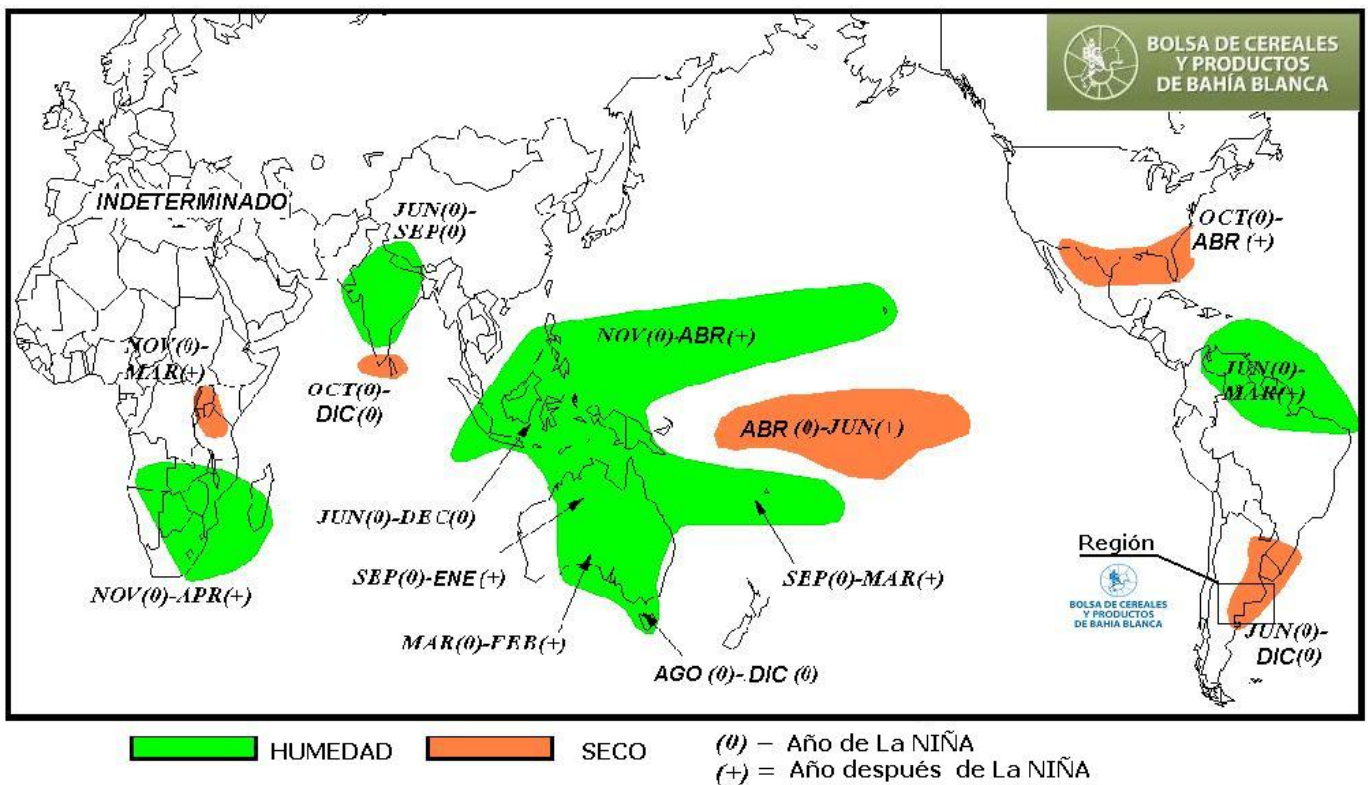 BOLSA DE CEREALES
Y PRODUCTOS
DE BAHÍA BLANCA
INDETERMINADO
JUN(0)-
SEP(0)
OCT(0)-
ABR (+)
NOV(0)-
MAR(+)
NOV(0)-ABR(+)
JUN(0)-
MAR(+)
OCT(0)-
DIC(0)
ABR (0)-JUN(+)
JUN(0)-DEC(0)
Región
SEP(0)-ENE (+)
SEP(0)-MAR(+)
NOV(0)-APR(+)
BOLSA DE CEREALES
Y PRODUCTOS
DE BAHIA BLANCA
MAR(0)-FEB(+)
JUN(0)-
DIC(0)
AGO (0)-.DIC (0)
HUMEDAD
SECO
(0) – Año de La NIÑA
(+) = Año después de La NIÑA